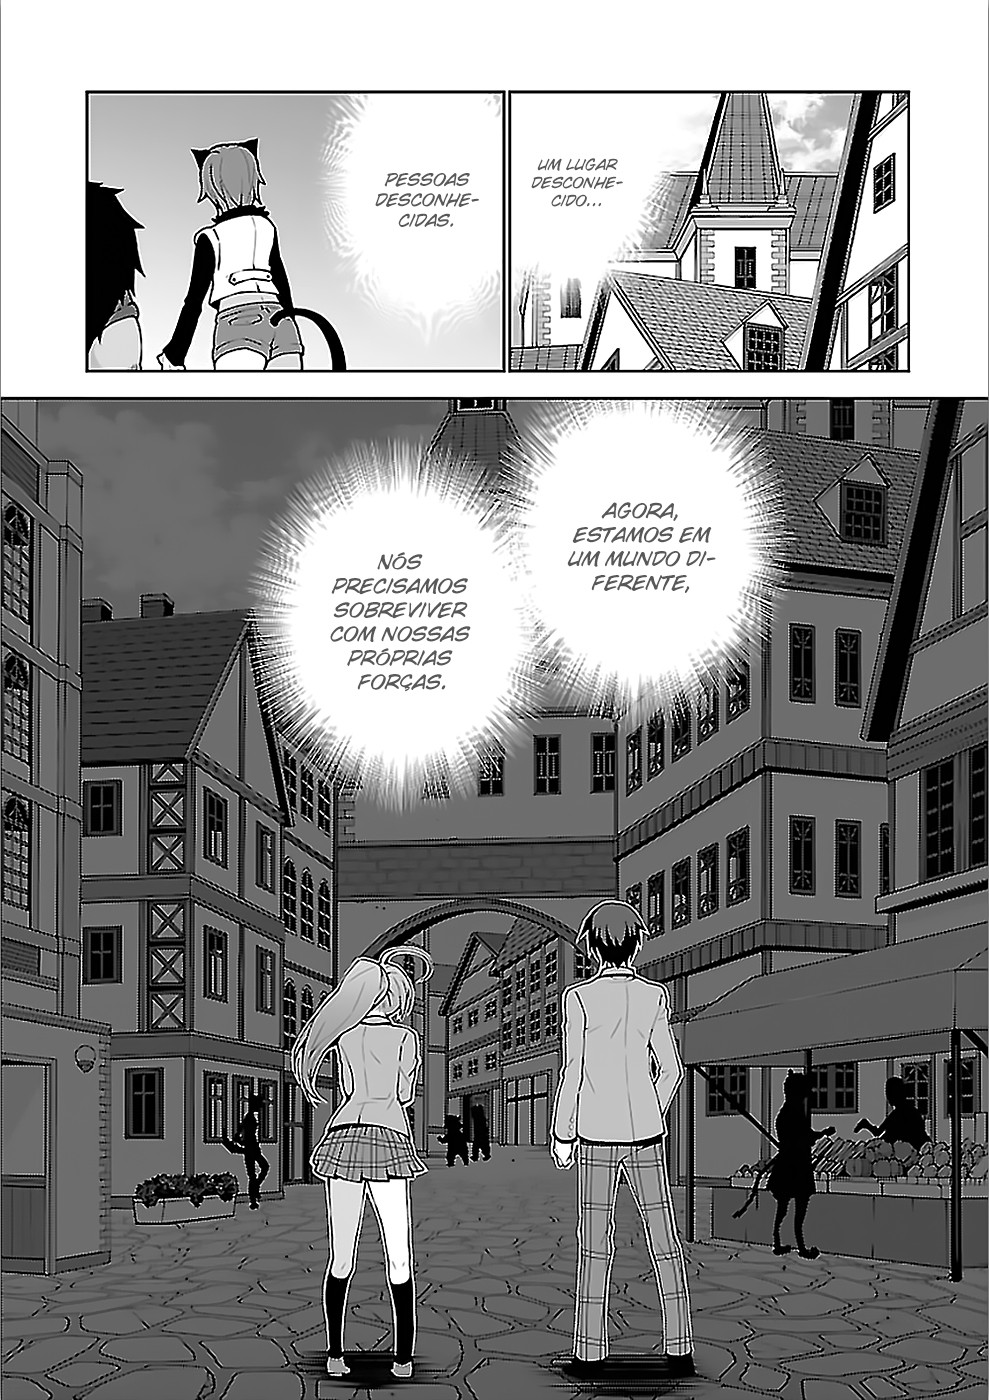 UM LUGAR
DESCONHE-
CIDO...
PESSOAS
DESCONHE-
CIDAS.
AGORA,
ESTAMOS EM
UM MUNDO DI-
FERENTE,
NÓS
PRECISAMOS
SOBREVIVER
COM NOSSAS
PRÓPRIAS
FORÇAS.